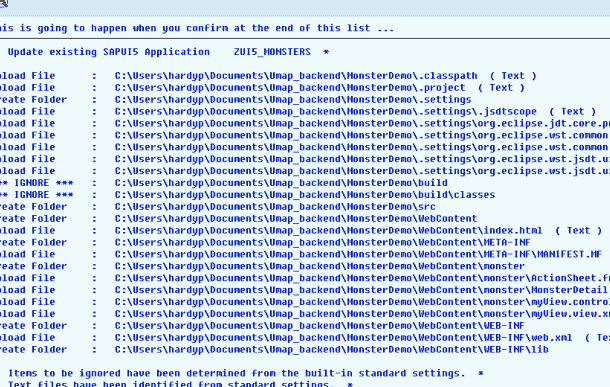 his is going to happen when you confirm at the end of this list ...
Update existing SAPUI5 Application ZUI5_MONSTERS *
pload File : C:\Users\hardyp\Documents\Umap_backend\MonsterDemo\.classpath ( Text )
pload File : C:\Users\hardyp\Documents\Umap_backend\MonsterDemo\.project ( Text )
reate Folder : C:\Users\hardyp\Documents\Umap_backend\MonsterDemo\.settings
pload File : C:\Users\hardyp\Documents\Umap_backend\MonsterDemo\.settings\.jsdtscope ( Text )
pload File : C:\Users\hardyp\Documents\Umap_backend\MonsterDemo\.settings\org.eclipse.jdt.core.pr
pload File : C:\Users\hardyp\Documents\Umap_backend\MonsterDemo\.settings\org.eclipse.wst.common
pload File : C:\Users\hardyp\Documents\Umap_backend\MonsterDemo\.settings\org.eclipse.wst.common
pload File : C:\Users\hardyp\Documents\Umap_backend\MonsterDemo\.settings\org.eclipse.wst.jsdt.u
pload File : C:\Users\hardyp\Documents\Umap_backend\MonsterDemo\.settings\org.eclipse.wst.jsdt.u
** IGNORE *** : C:\Users\hardyp\Documents\Umap_backend\MonsterDemo\build
** IGNORE *** : C:\Users\hardyp\Documents\Umap_backend\MonsterDemo\build\classes
reate Folder : C:\Users\hardyp\Documents\Umap_backend\MonsterDemo\src
reate Folder : C:\Users\hardyp\Documents\Umap_backend\MonsterDemo\WebContent
pload File : C:\Users\hardyp\Documents\Umap_backend\MonsterDemo\WebContent\index.html ( Text )
reate Folder : C:\Users\hardyp\Documents\Umap_backend\MonsterDemo\WebContent\META-INF
pload File : C:\Users\hardyp\Documents\Umap_backend\MonsterDemo\WebContent\META-INF\MANIFEST.MF
reate Folder : C:\Users\hardyp\Documents\Umap_backend\MonsterDemo\WebContent\monster
pload File : C:\Users\hardyp\Documents\Umap_backend\MonsterDemo\WebContent\monster\ActionSheet.f
pload File : C:\Users\hardyp\Documents\Umap_backend\MonsterDemo\WebContent\monster\MonsterDetail
pload File : C:\Users\hardyp\Documents\Umap_backend\MonsterDemo\WebContent\monster\myView.contro
pload File : C:\Users\hardyp\Documents\Umap_backend\MonsterDemo\WebContent\monster\myView.view.x
reate Folder : C:\Users\hardyp\Documents\Umap_backend\MonsterDemo\WebContent\WEB-INF
pload File : C:\Users\hardyp\Documents\Umap_backend\MonsterDemo\WebContent\WEB-INF\web.xml ( Te
reate Folder : C:\Users\hardyp\Documents\Umap_backend\MonsterDemo\WebContent\WEB-INF\lib
Items to be ignored have been determined from the built-in standard settings. *
Text files have been identified from standard settings. *